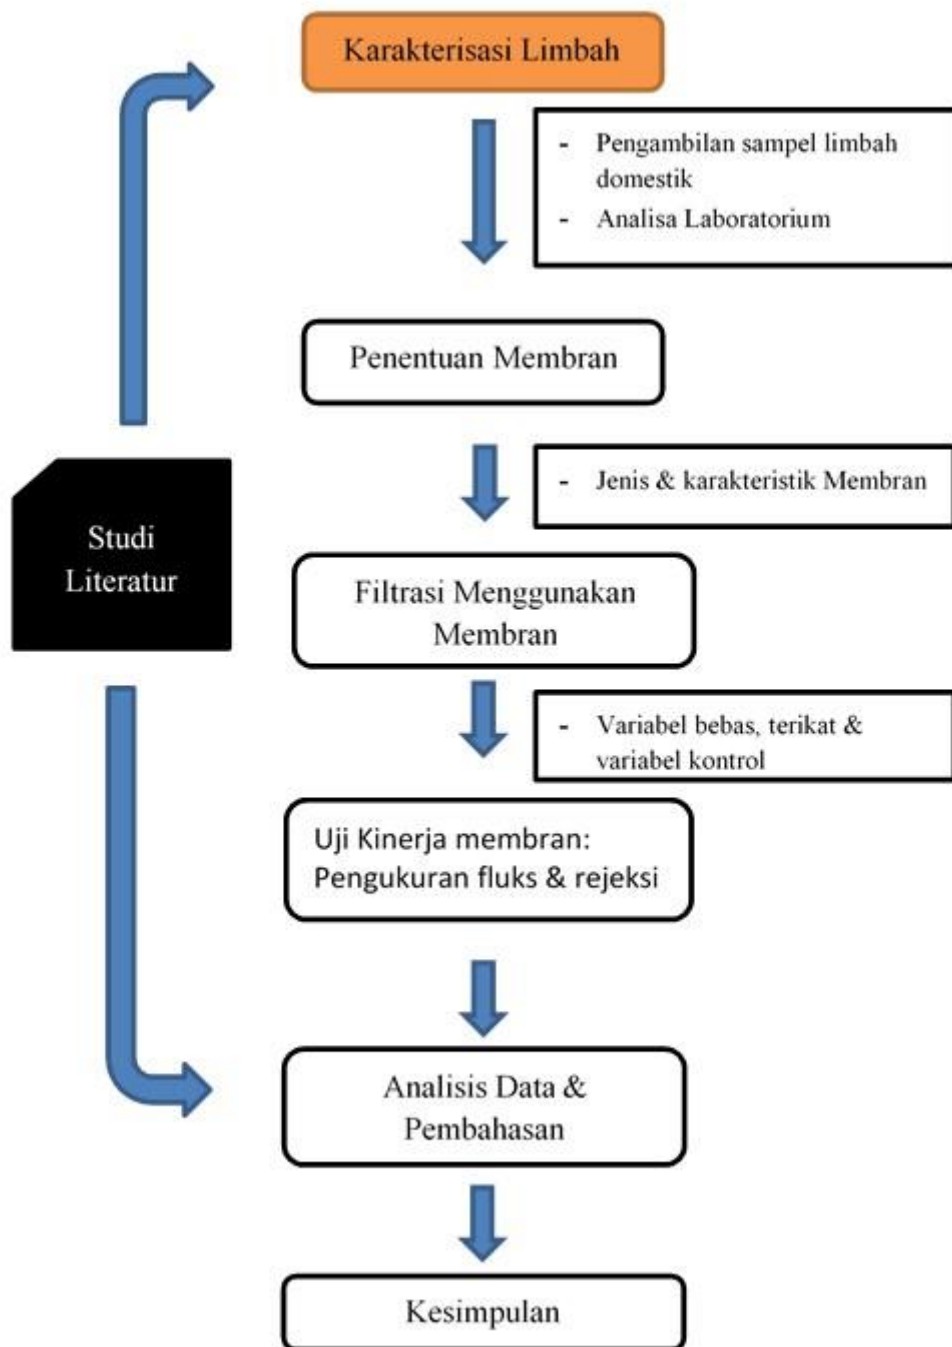 Karakterisasi Limbah
- Pengambilan sampel limbah
domestik
- Analisa Laboratorium
Penentuan Membran
- Jenis & karakteristik Membran
Studi
Literatur
Filtrasi Menggunakan
Membran
- Variabel bebas, terikat &
variabel kontrol
Uji Kinerja membran:
Pengukuran fluks & rejeksi
Analisis Data &
Pembahasan
Kesimpulan